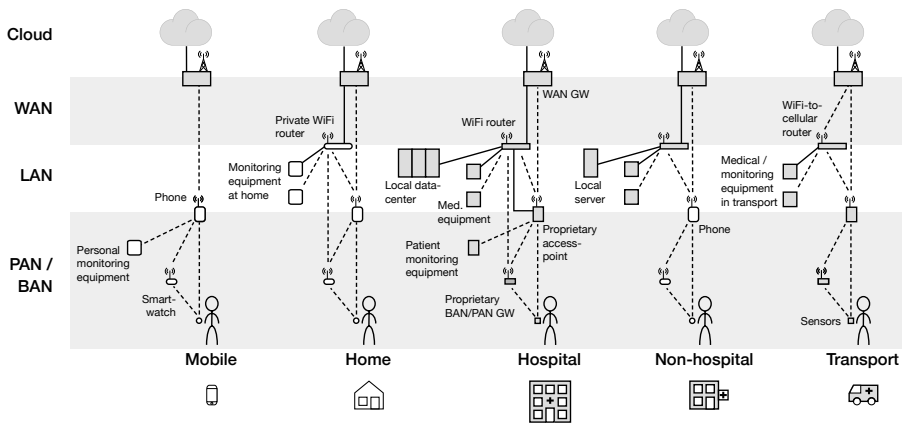 Cloud
WAN
LAN
PAN /
BAN
Phone
Personal
monitoring
equipment
Smart-
watch
Mobile
Private WiFi
router
Monitoring
equipment
at home
Home
WAN GW
WiFi router
Local data-
center
Med.
equipment
Proprietary
access-
point
Patient
monitoring
equipment
Proprietary
BAN/PAN GW
Hospital
Local
server
Phone
Non-hospital
WiFi-to-
cellular
router
Medical /
monitoring
equipment
in transport
Sensors
Transport